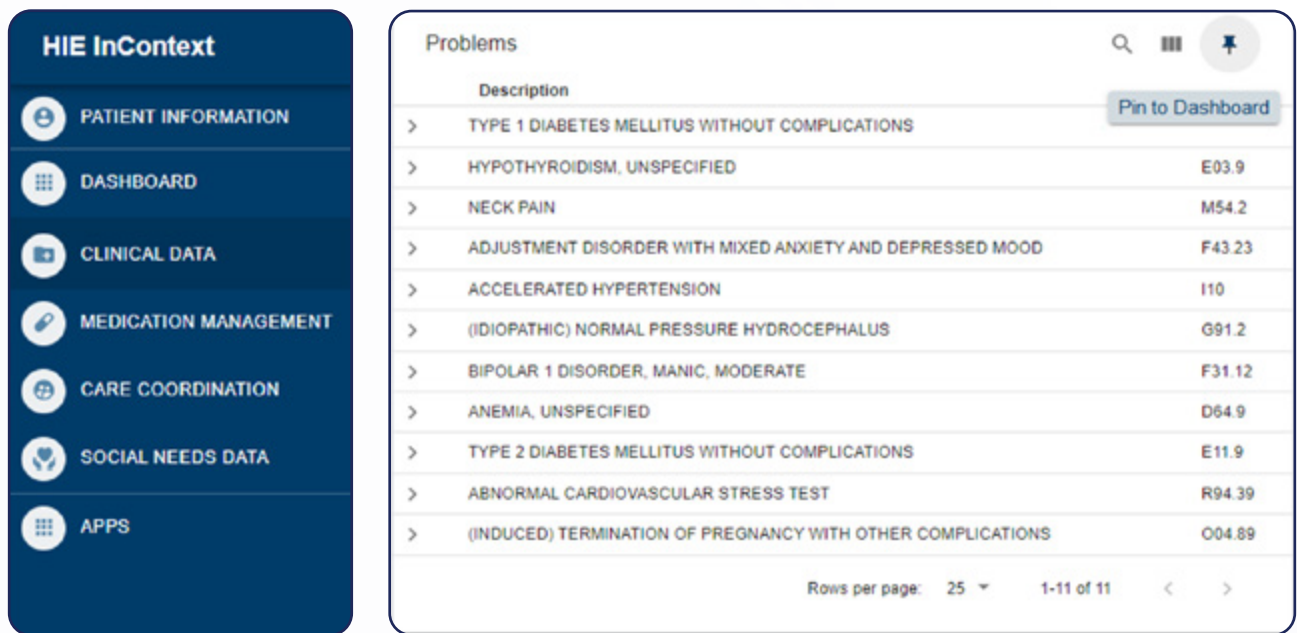 HIE InContext
PATIENT INFORMATION
DASHBOARD
CLINICAL DATA
MEDICATION MANAGEMENT
CARE COORDINATION
SOCIAL NEEDS DATA
APPS
Problems
Description
Pin to Dashboard
TYPE 1 DIABETES MELLITUS WITHOUT COMPLICATIONS
HYPOTHYROIDISM, UNSPECIFIED E03.9
NECK PAIN M54.2
ADJUSTMENT DISORDER WITH MIXED ANXIETY AND DEPRESSED MOOD F43.23
ACCELERATED HYPERTENSION I10
(IDIOPATHIC) NORMAL PRESSURE HYDROCEPHALUS G91.2
BIPOLAR 1 DISORDER, MANIC, MODERATE F31.12
ANEMIA, UNSPECIFIED D64.9
TYPE 2 DIABETES MELLITUS WITHOUT COMPLICATIONS E11.9
ABNORMAL CARDIOVASCULAR STRESS TEST R94.39
(INDUCED) TERMINATION OF PREGNANCY WITH OTHER COMPLICATIONS O04.89
Rows per page: 25 1-11 of 11